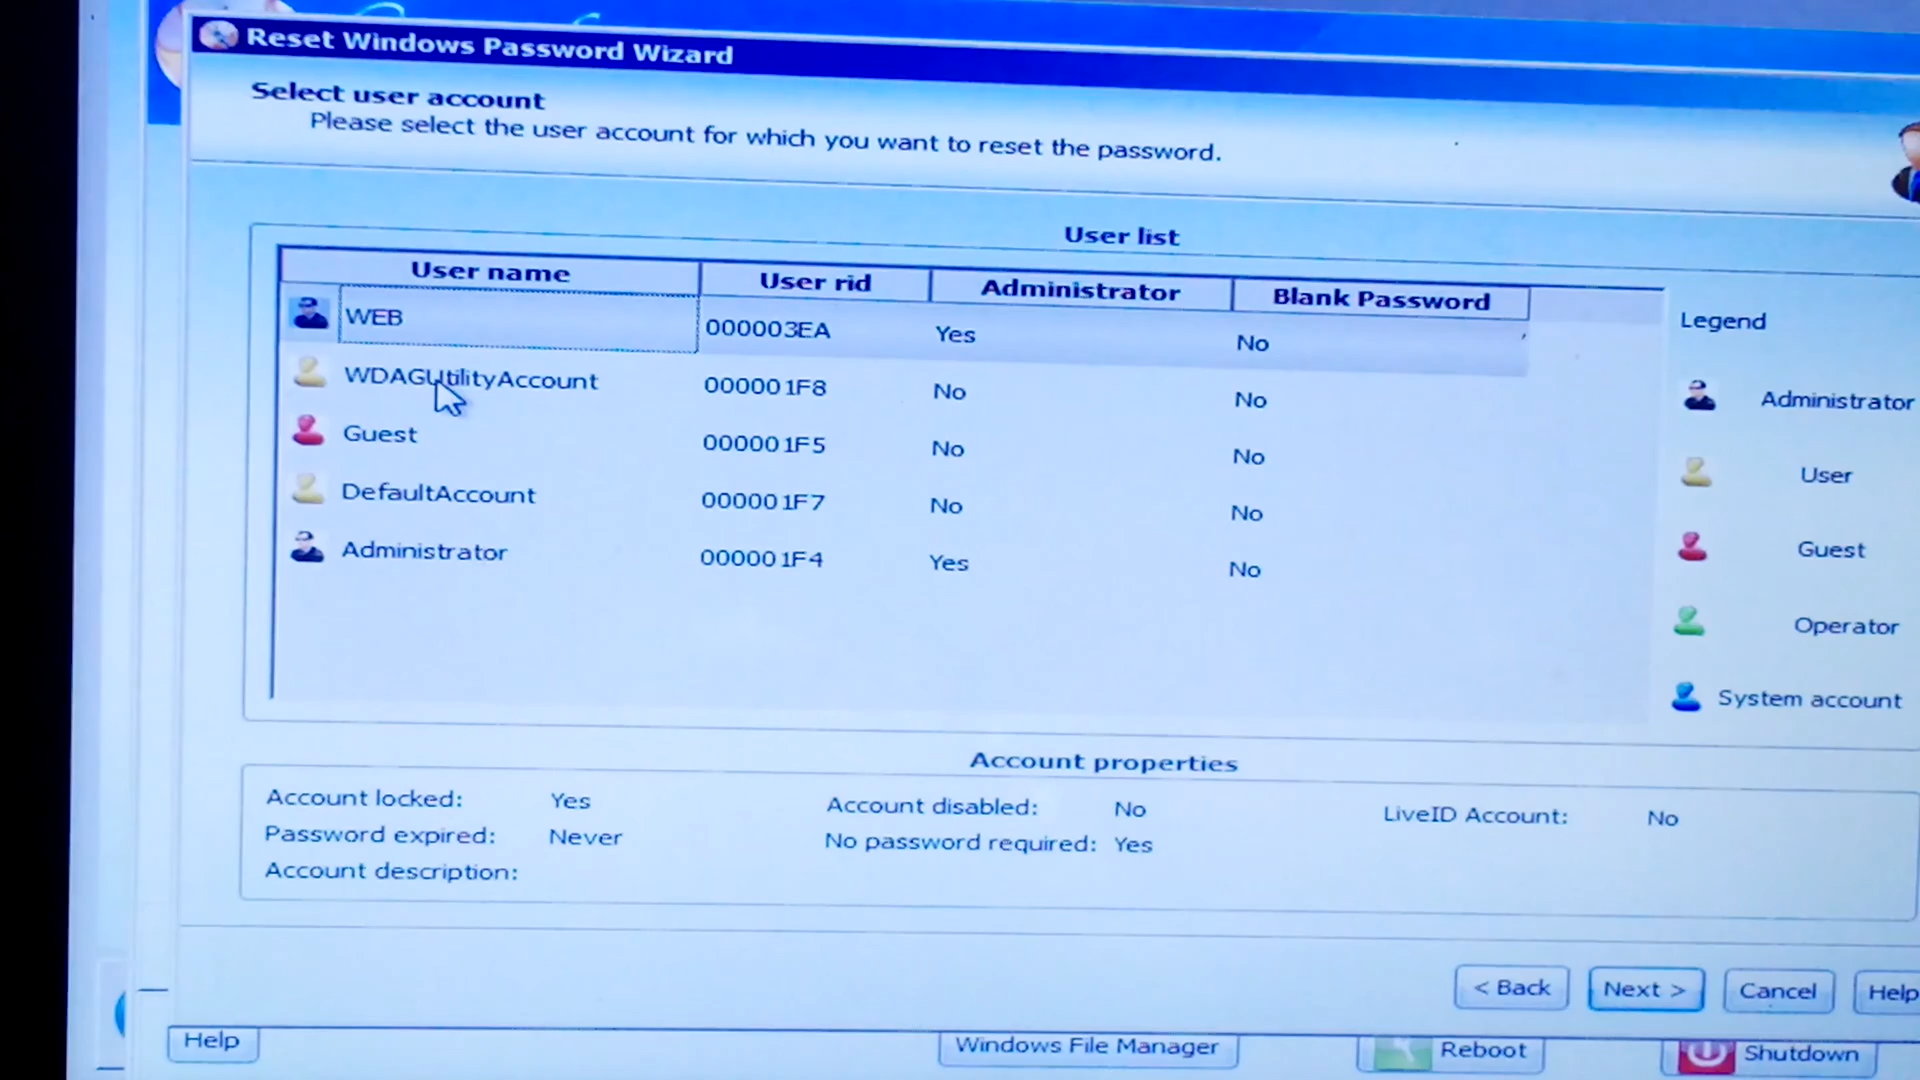 Reset Windows Password Wizard
Select user account
Please select the user account for which you want to reset the password.
User list
User name User rid Administrator Blank Password
WEB 000003EA Yes No
WDAGUtilityAccount 000001F8 No No
Guest 000001F5 No No
DefaultAccount 000001F7 No No
Administrator 000001F4 Yes No
Legend
Administrator
User
Guest
Operator
System account
Account properties
Account locked: Yes Account disabled: No LiveID Account: No
Password expired: Never No password required: Yes
Account description:
< Back Next > Cancel Help
Help Windows File Manager Reboot Shutdown